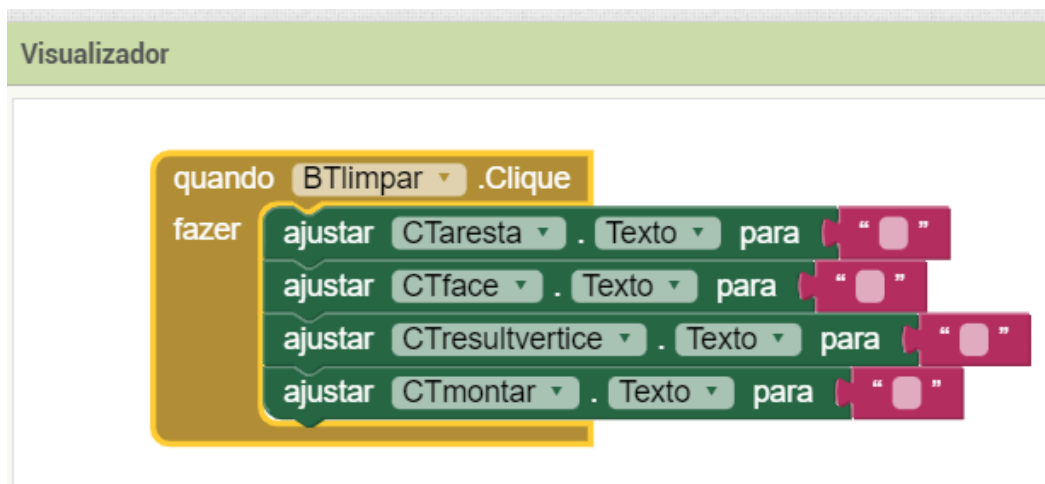 Visualizador
quando BTlimpar .Clique
fazer ajustar CTaresta . Texto para “ ”
ajustar CTface . Texto para “ ”
ajustar CTresultvertice . Texto para “ ”
ajustar CTmontar . Texto para “ ”